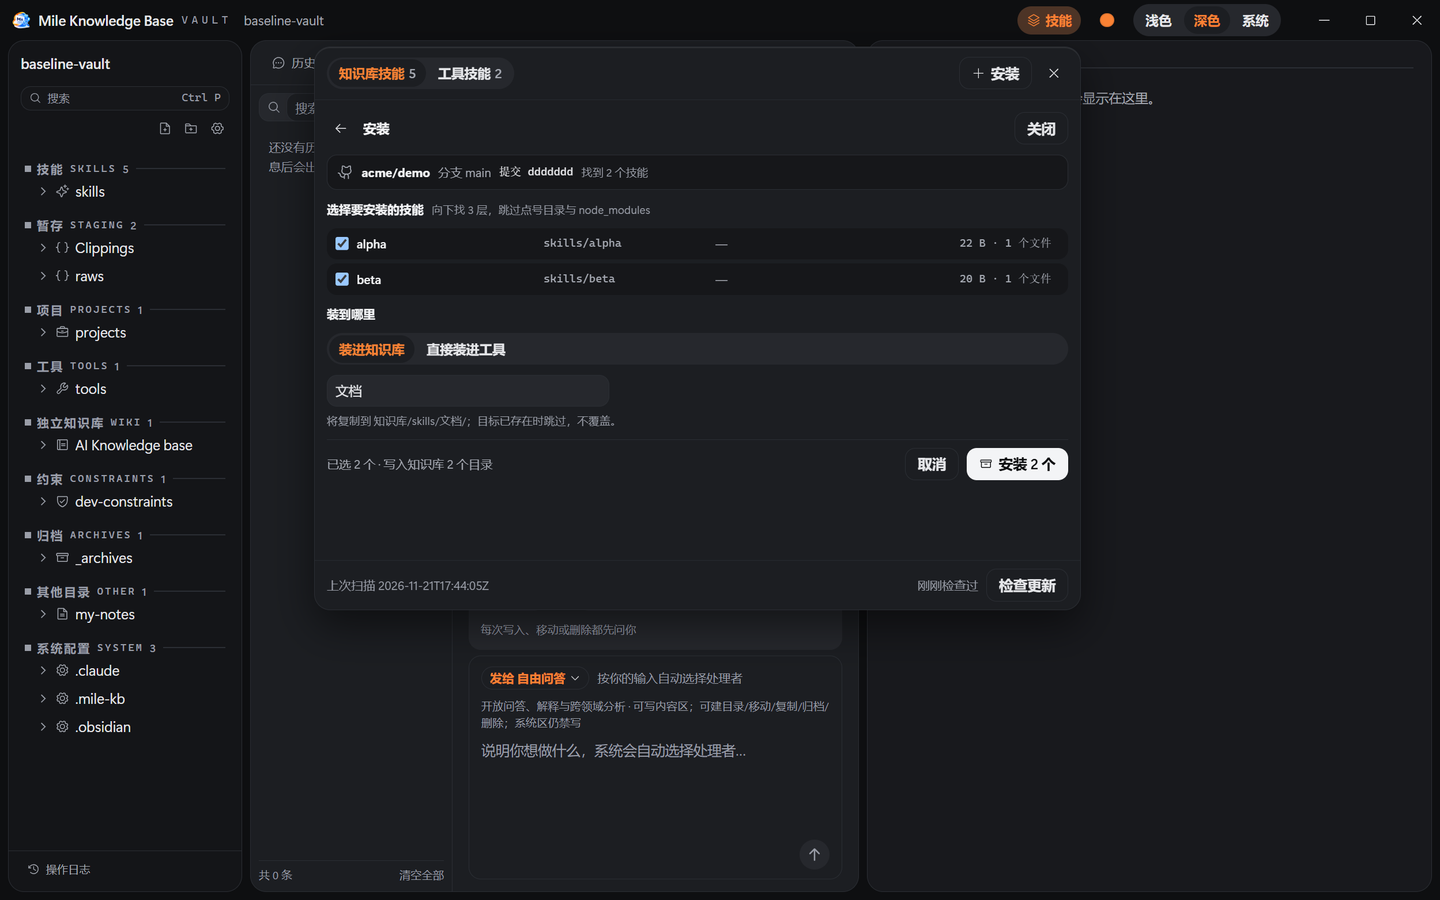 Mile Knowledge Base VAULT baseline-vault
技能
浅色 深色 系统
baseline-vault
搜索 Ctrl P
技能 SKILLS 5
skills
暂存 STAGING 2
Clippings
raws
项目 PROJECTS 1
projects
工具 TOOLS 1
tools
独立知识库 WIKI 1
AI Knowledge base
约束 CONSTRAINTS 1
dev-constraints
归档 ARCHIVES 1
_archives
其他目录 OTHER 1
my-notes
系统配置 SYSTEM 3
.claude
.mile-kb
.obsidian
操作日志
历史
搜索
还没有历
息后会出
共 0 条 清空全部
知识库技能 5 工具技能 2
安装
安装
关闭
acme/demo 分支 main 提交 ddddddd 找到 2 个技能
选择要安装的技能 向下找 3 层，跳过点号目录与 node_modules
alpha skills/alpha — 22 B · 1 个文件
beta skills/beta — 20 B · 1 个文件
装到哪里
装进知识库 直接装进工具
文档
将复制到 知识库/skills/文档/；目标已存在时跳过，不覆盖。
已选 2 个 · 写入知识库 2 个目录
取消 安装 2 个
上次扫描 2026-11-21T17:44:05Z 刚刚检查过 检查更新
每次写入、移动或删除都先问你
发给 自由问答 按你的输入自动选择处理者
开放问答、解释与跨领域分析 · 可写内容区；可建目录/移动/复制/归档/
删除；系统区仍禁写
说明你想做什么，系统会自动选择处理者...
显示在这里。